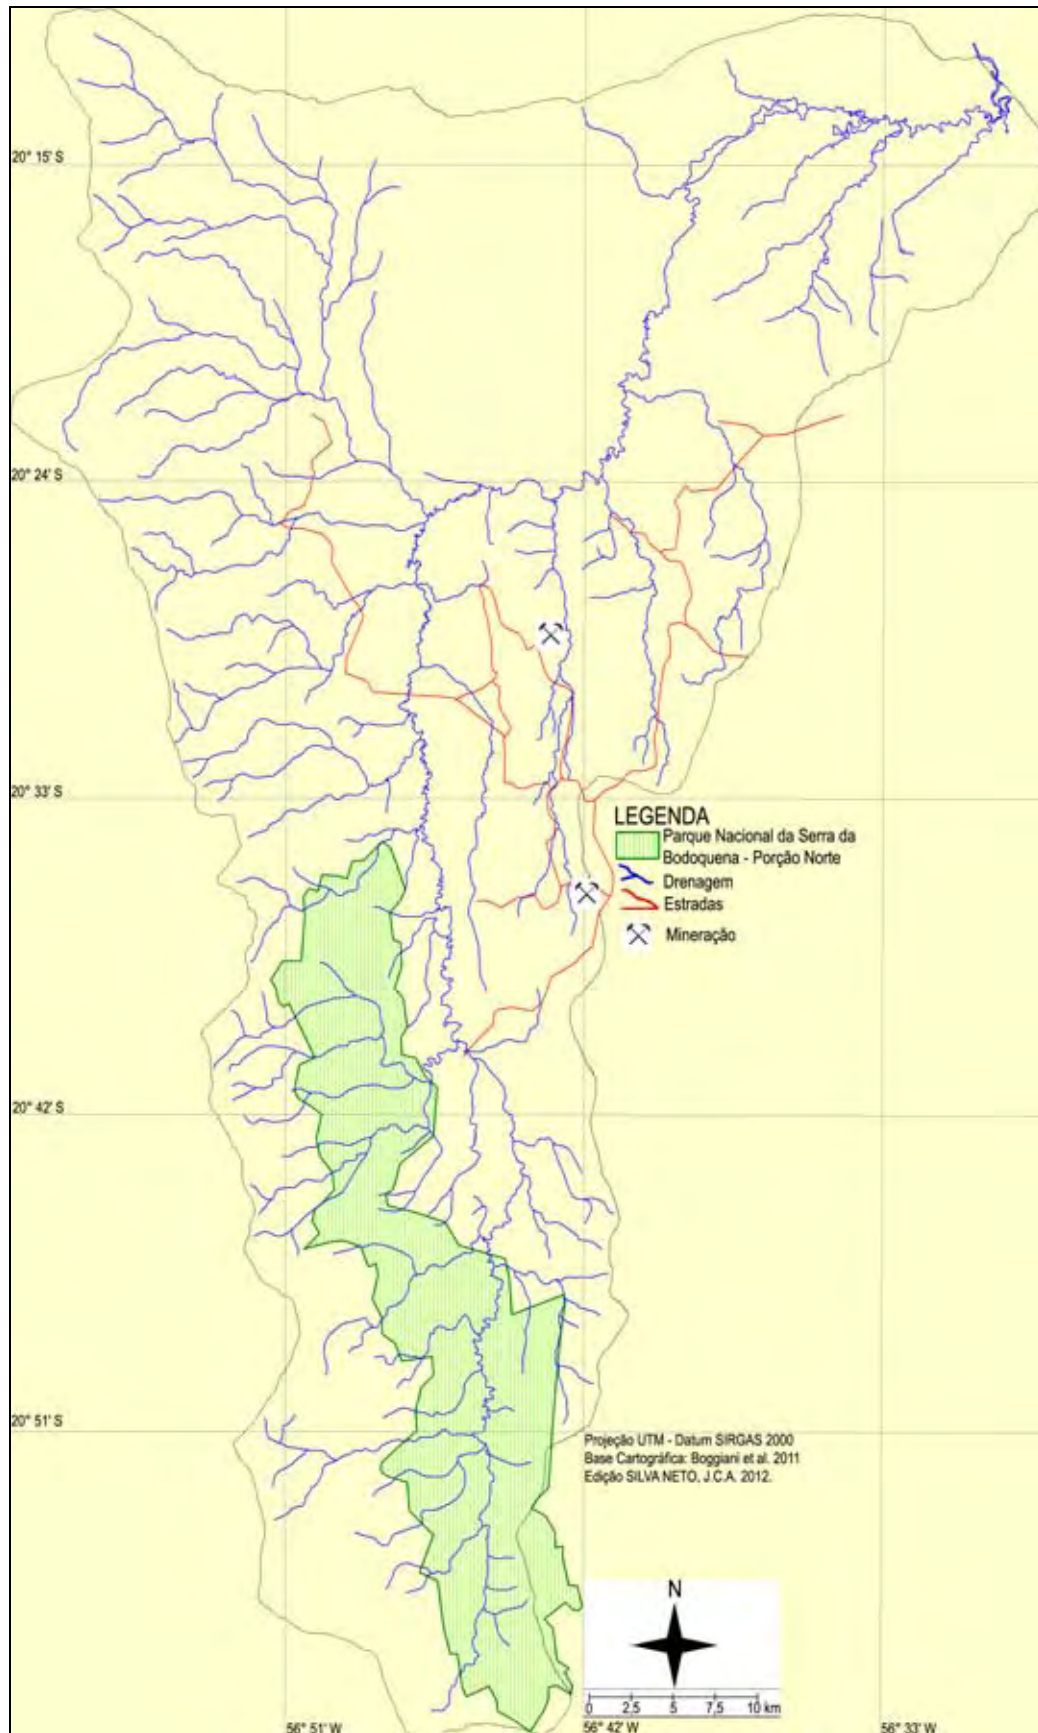 20° 15' S
20° 24' S
20° 33' S
LEGENDA
Parque Nacional da Serra da
Bodoquena - Porção Norte
Drenagem
Estradas
Mineração
20° 42' S
20° 51' S
Projeção UTM - Datum SIRGAS 2000
Base Cartográfica: Boggiani et al. 2011
Edição SILVA NETO, J.C.A. 2012.
N
0 2,5 5 7,5 10 km
56° 51' W 56° 42' W 56° 33' W